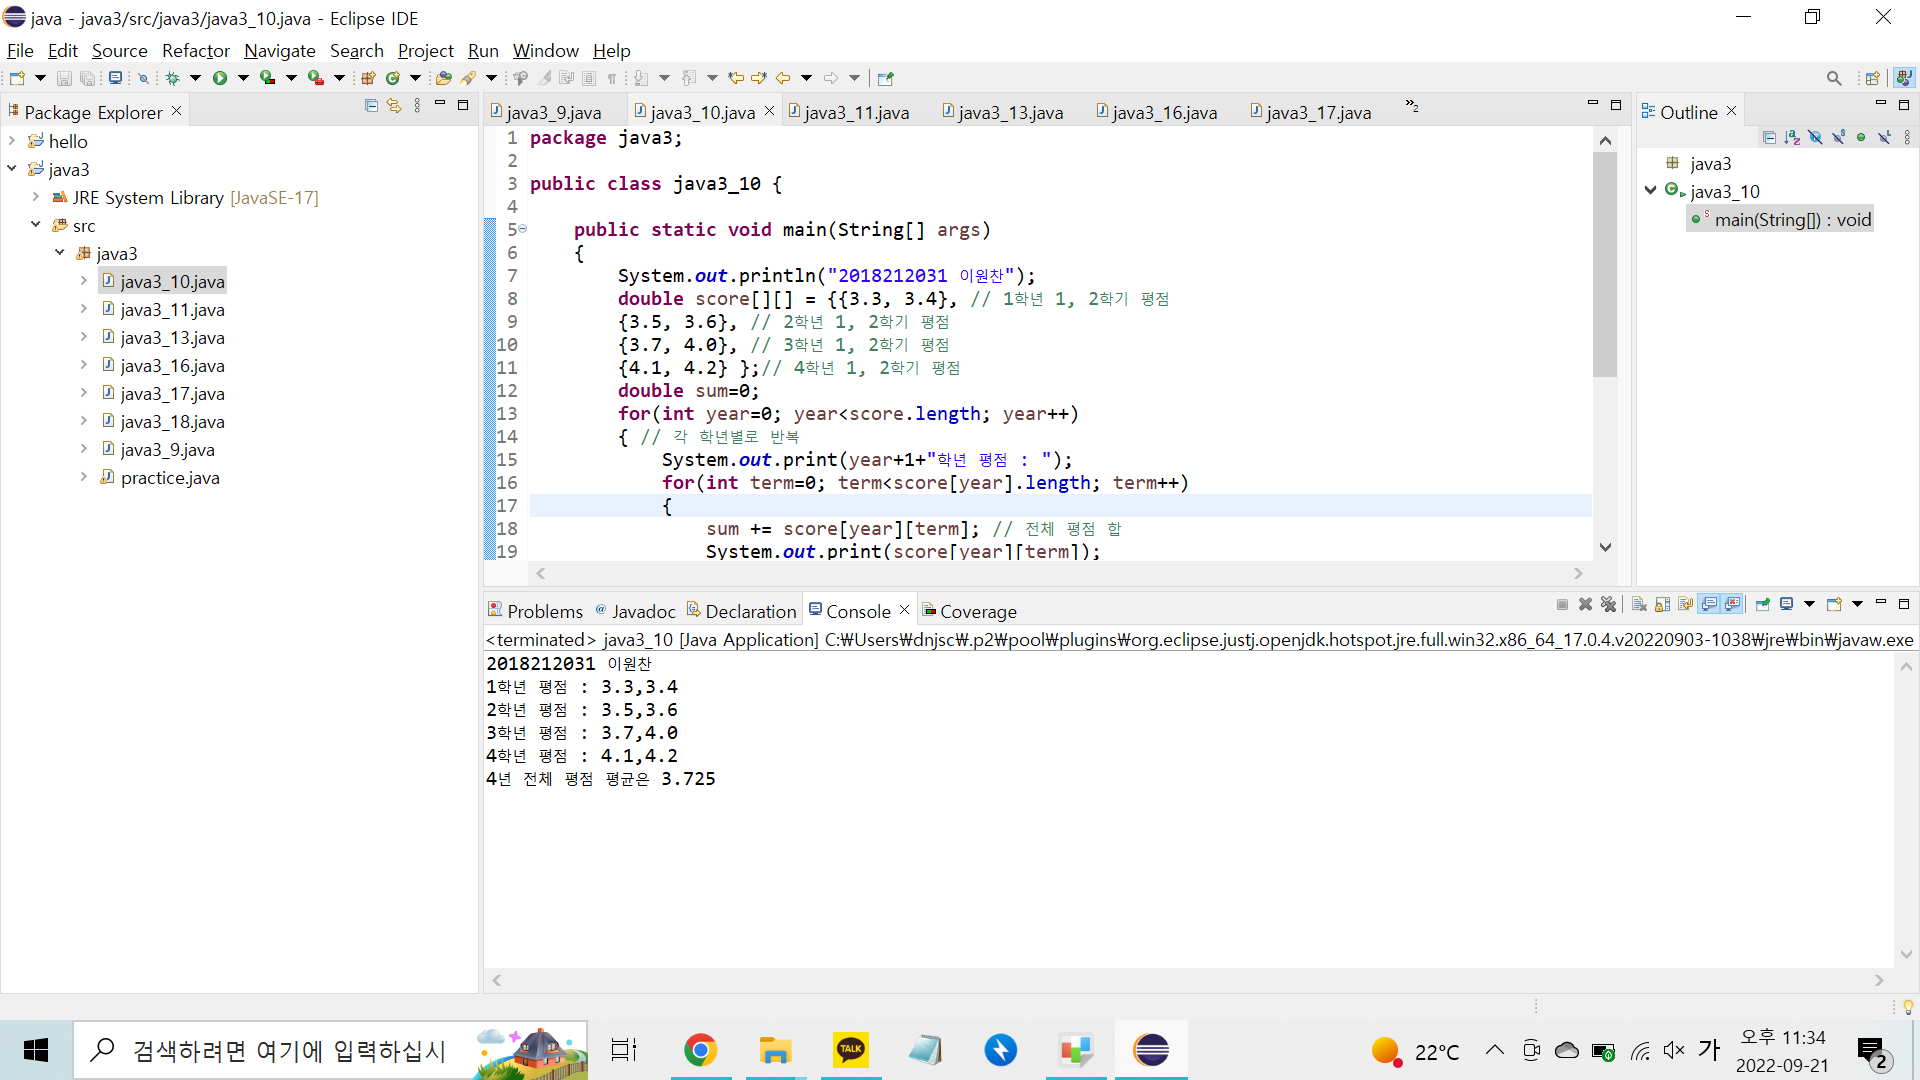 java - java3/src/java3/java3_10.java - Eclipse IDE
File Edit Source Refactor Navigate Search Project Run Window Help
Package Explorer
hello
java3
JRE System Library [JavaSE-17]
src
java3
java3_10.java
java3_11.java
java3_13.java
java3_16.java
java3_17.java
java3_18.java
java3_9.java
practice.java
java3_9.java java3_10.java java3_11.java java3_13.java java3_16.java java3_17.java »2
1 package java3;
2
3 public class java3_10 {
4
5 public static void main(String[] args)
6 {
7 System.out.println("2018212031 이원찬");
8 double score[][] = {{3.3, 3.4}, // 1학년 1, 2학기 평점
9 {3.5, 3.6}, // 2학년 1, 2학기 평점
10 {3.7, 4.0}, // 3학년 1, 2학기 평점
11 {4.1, 4.2} };// 4학년 1, 2학기 평점
12 double sum=0;
13 for(int year=0; year<score.length; year++)
14 { // 각 학년별로 반복
15 System.out.print(year+1+"학년 평점 : ");
16 for(int term=0; term<score[year].length; term++)
17 {
18 sum += score[year][term]; // 전체 평점 합
19 System.out.print(score[year][term]);
Outline
java3
java3_10
main(String[]) : void
Problems @ Javadoc Declaration Console Coverage
<terminated> java3_10 [Java Application] C:₩Users₩dnjsc₩.p2₩pool₩plugins₩org.eclipse.justj.openjdk.hotspot.jre.full.win32.x86_64_17.0.4.v20220903-1038₩jre₩bin₩javaw.exe
2018212031 이원찬
1학년 평점 : 3.3,3.4
2학년 평점 : 3.5,3.6
3학년 평점 : 3.7,4.0
4학년 평점 : 4.1,4.2
4년 전체 평점 평균은 3.725
검색하려면 여기에 입력하십시
TALK
22°C
가
오후 11:34
2022-09-21
2